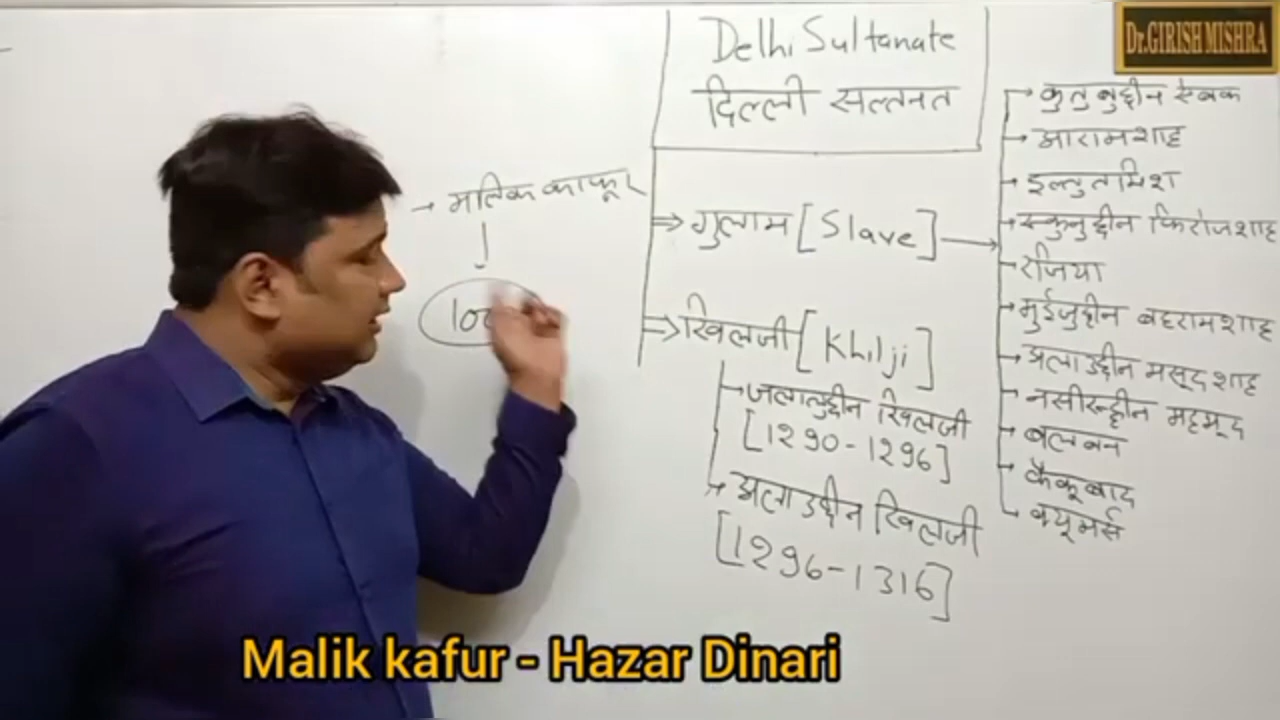 Dr.GIRISH MISHRA
Delhi Sultanate
दिल्ली सल्तनत
→ मलिक काफूर
↓
⇒ गुलाम [Slave] →
→ कुतुबुद्दीन ऐबक
→ आरामशाह
→ इल्तुतमिश
→ रुकुनुद्दीन फिरोजशाह
→ रजिया
→ मुईजुद्दीन बहरामशाह
→ अलाउद्दीन मसूदशाह
→ नसीरुद्दीन महमूद
→ बलबन
→ कैकूबाद
→ क्यूमर्स
⇒ खिलजी [Khilji]
→ जलालुद्दीन खिलजी
[1290-1296]
→ अलाउद्दीन खिलजी
[1296-1316]
Malik kafur - Hazar Dinari